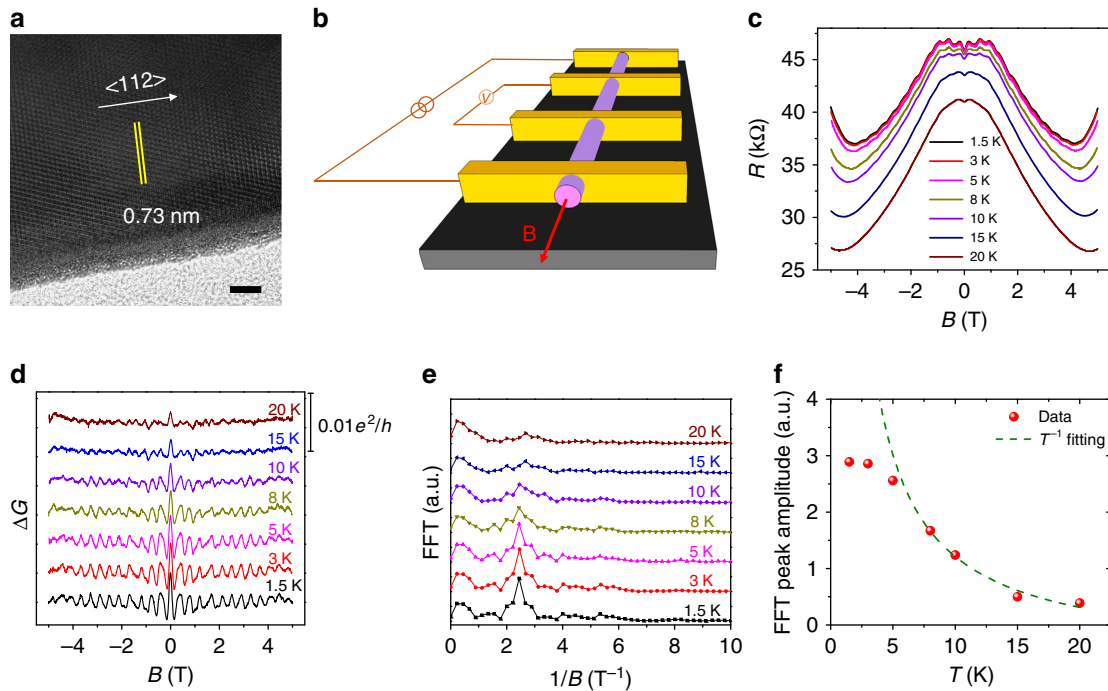 a
<112>
0.73 nm
b
V
B
c
45
40
35
30
25
R (kΩ)
1.5 K
3 K
5 K
8 K
10 K
15 K
20 K
−4 −2 0 2 4
B (T)
d
20 K
0.01e²/h
15 K
10 K
8 K
5 K
3 K
1.5 K
ΔG
−4 −2 0 2 4
B (T)
e
20 K
15 K
10 K
8 K
5 K
3 K
1.5 K
FFT (a.u.)
0 2 4 6 8 10
1/B (T⁻¹)
f
4
3
2
1
0
FFT peak amplitude (a.u.)
Data
T⁻¹ fitting
5 10 15 20
T (K)